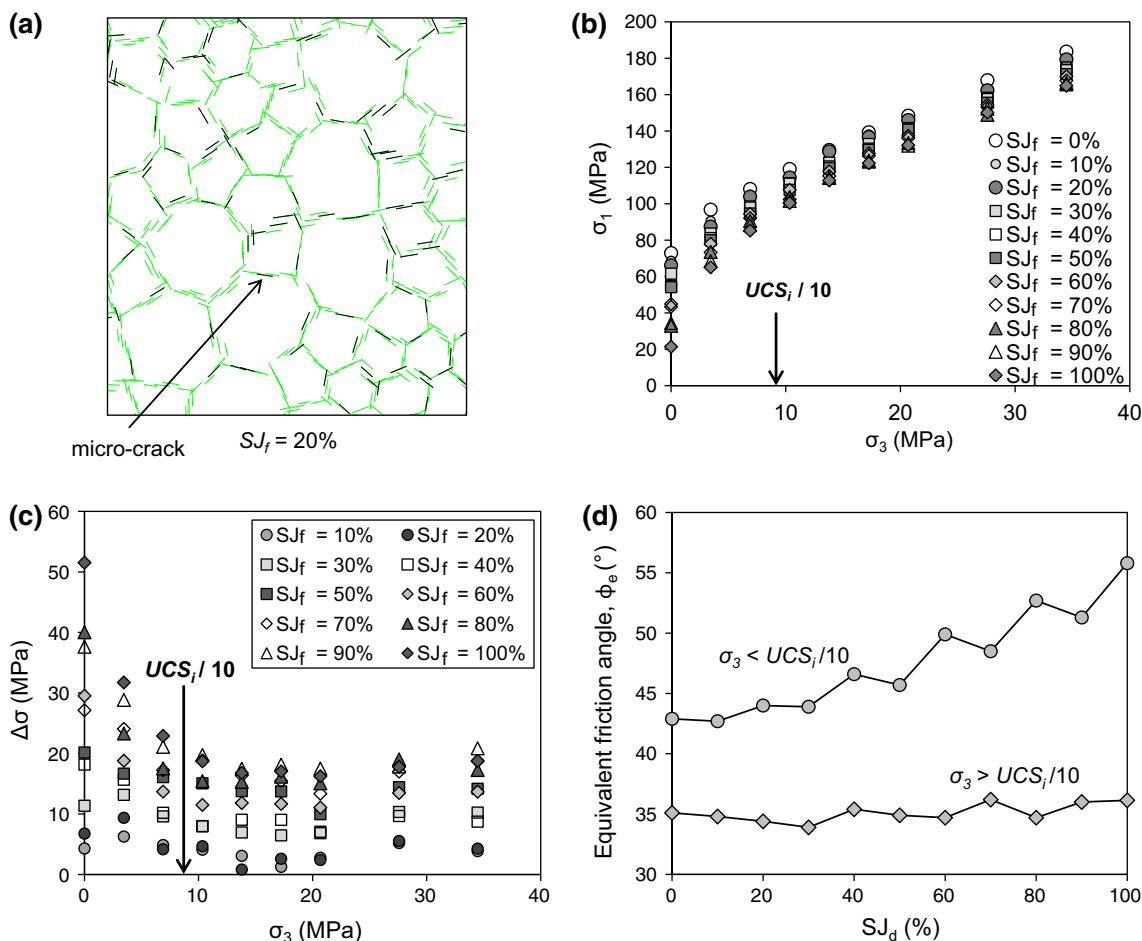 (a)
micro-crack
SJf = 20%
(b)
200
180
160
140
120
100
80
60
40
20
0
σ1 (MPa)
0
10
20
30
40
σ3 (MPa)
UCSi / 10
SJf = 0%
SJf = 10%
SJf = 20%
SJf = 30%
SJf = 40%
SJf = 50%
SJf = 60%
SJf = 70%
SJf = 80%
SJf = 90%
SJf = 100%
(c)
60
50
40
30
20
10
0
Δσ (MPa)
0
10
20
30
40
σ3 (MPa)
SJf = 10%
SJf = 20%
SJf = 30%
SJf = 40%
SJf = 50%
SJf = 60%
SJf = 70%
SJf = 80%
SJf = 90%
SJf = 100%
UCSi / 10
(d)
60
55
50
45
40
35
30
Equivalent friction angle, ϕe (°)
σ3 < UCSi/10
σ3 > UCSi/10
0
20
40
60
80
100
SJd (%)